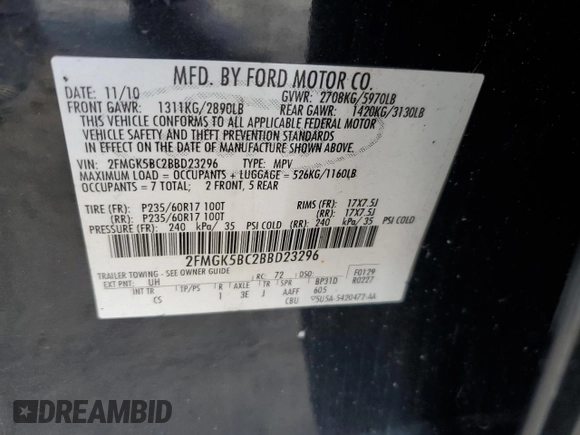 MFD. BY FORD MOTOR CO.
DATE: 11/10 GVWR: 2708KG/5970LB
FRONT GAWR: 1311KG/2890LB REAR GAWR: 1420KG/3130LB
THIS VEHICLE CONFORMS TO ALL APPLICABLE FEDERAL MOTOR
VEHICLE SAFETY AND THEFT PREVENTION STANDARDS
IN EFFECT ON THE DATE OF MANUFACTURE SHOWN ABOVE.
VIN: 2FMGK5BC2BBD23296 TYPE: MPV
MAXIMUM LOAD = OCCUPANTS + LUGGAGE = 526KG/1160LB
OCCUPANTS = 7 TOTAL; 2 FRONT, 5 REAR
TIRE (FR): P235/60R17 100T RIMS (FR): 17X7.5J
(RR): P235/60R17 100T (RR): 17X7.5J
PRESSURE (FR): 240 kPa/ 35 PSI COLD (RR): 240 kPa/ 35 PSI COLD
2FMGK5BC2BBD23296
TRAILER TOWING - SEE OWNER GUIDE RC: 72 DSO: F0129
EXT PNT: UH BP31D R0227
INT TR TP/PS R AXLE TR SPR 605
CS 1 3E J AAFF CBU 95U5A-5420472-AA
DREAMBID